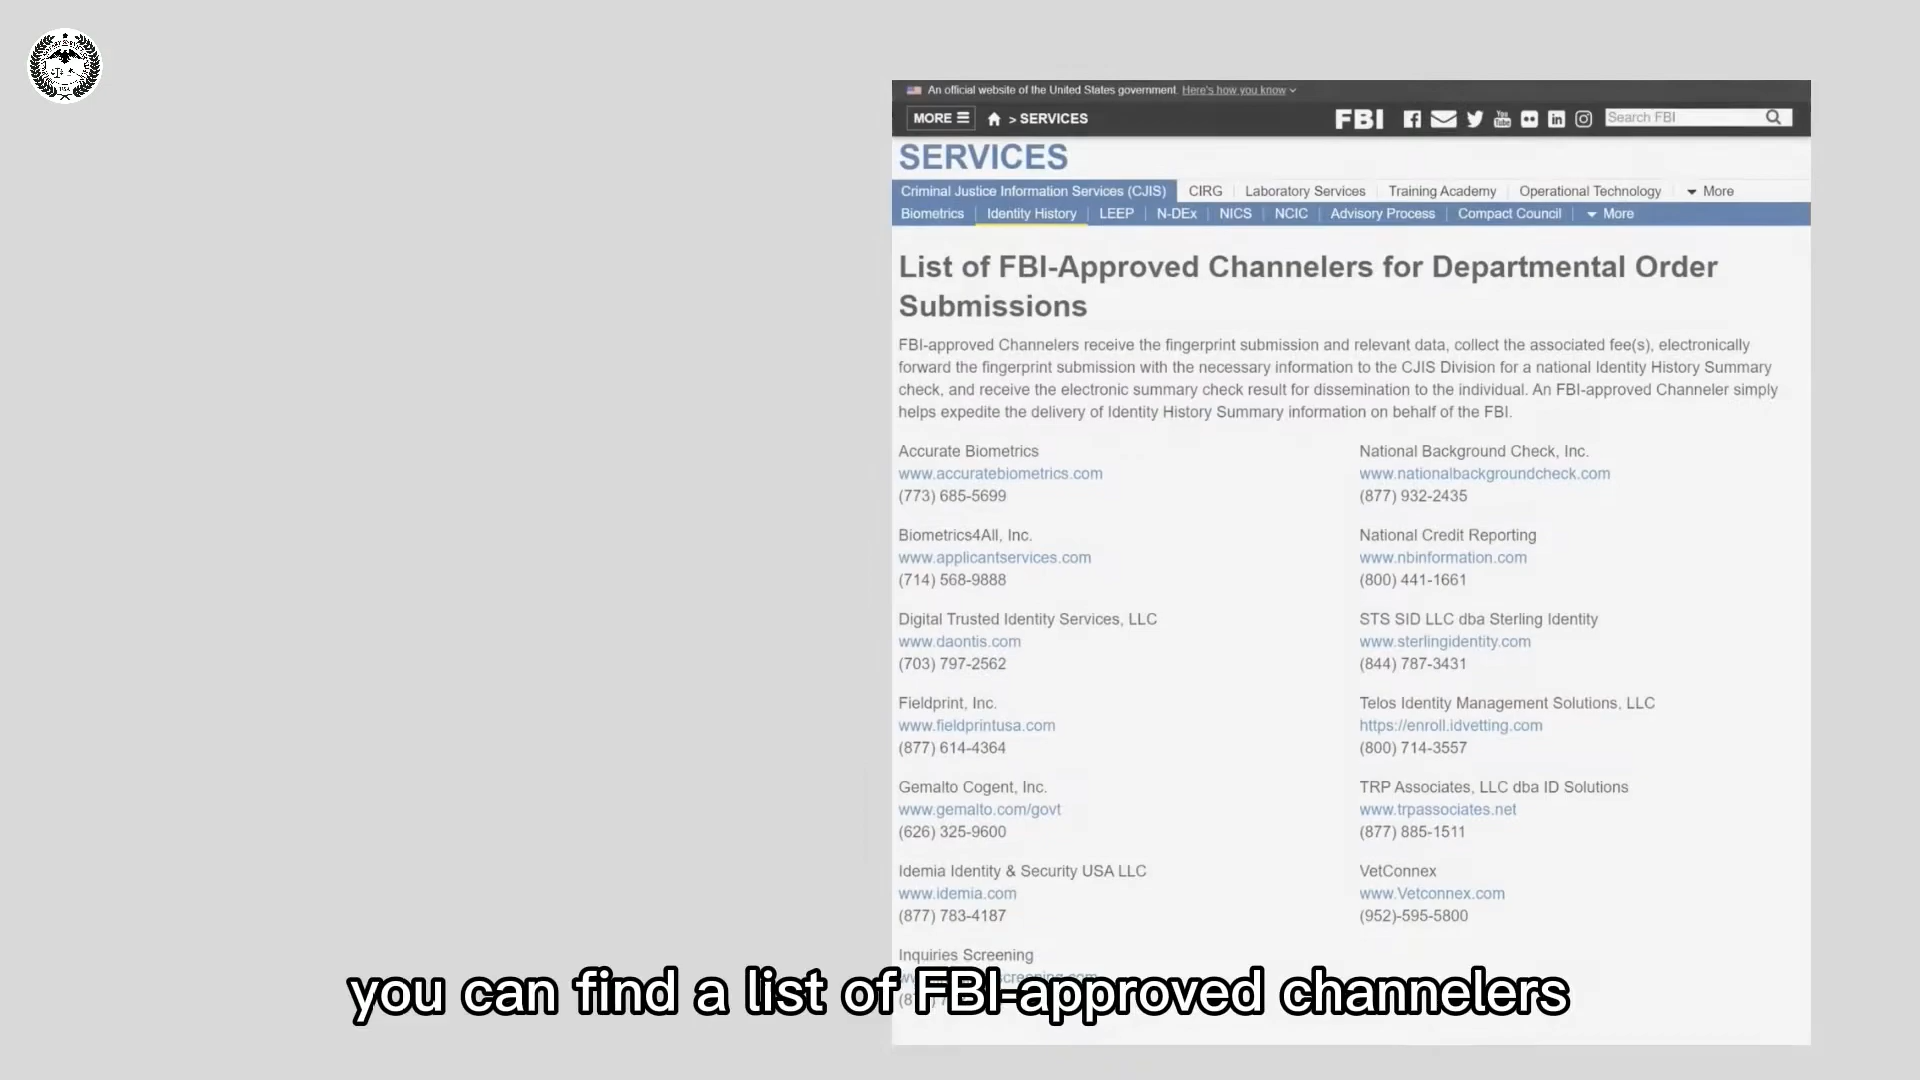 An official website of the United States government. Here's how you know
MORE > SERVICES
FBI
Search FBI
SERVICES
Criminal Justice Information Services (CJIS) CIRG Laboratory Services Training Academy Operational Technology More
Biometrics Identity History LEEP N-DEx NICS NCIC Advisory Process Compact Council More
List of FBI-Approved Channelers for Departmental Order
Submissions
FBI-approved Channelers receive the fingerprint submission and relevant data, collect the associated fee(s), electronically
forward the fingerprint submission with the necessary information to the CJIS Division for a national Identity History Summary
check, and receive the electronic summary check result for dissemination to the individual. An FBI-approved Channeler simply
helps expedite the delivery of Identity History Summary information on behalf of the FBI.
Accurate Biometrics
www.accuratebiometrics.com
(773) 685-5699
Biometrics4All, Inc.
www.applicantservices.com
(714) 568-9888
Digital Trusted Identity Services, LLC
www.daontis.com
(703) 797-2562
Fieldprint, Inc.
www.fieldprintusa.com
(877) 614-4364
Gemalto Cogent, Inc.
www.gemalto.com/govt
(626) 325-9600
Idemia Identity & Security USA LLC
www.idemia.com
(877) 783-4187
Inquiries Screening
National Background Check, Inc.
www.nationalbackgroundcheck.com
(877) 932-2435
National Credit Reporting
www.nbinformation.com
(800) 441-1661
STS SID LLC dba Sterling Identity
www.sterlingidentity.com
(844) 787-3431
Telos Identity Management Solutions, LLC
https://enroll.idvetting.com
(800) 714-3557
TRP Associates, LLC dba ID Solutions
www.trpassociates.net
(877) 885-1511
VetConnex
www.Vetconnex.com
(952)-595-5800
you can find a list of FBI-approved channelers